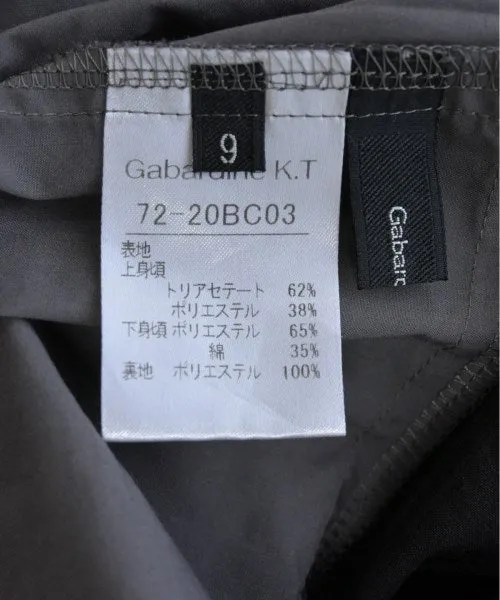 9
Gabardine K.T
72-20BC03
表地
上身頃
トリアセテート 62%
ポリエステル 38%
下身頃 ポリエステル 65%
綿 35%
裏地 ポリエステル 100%
Gabard